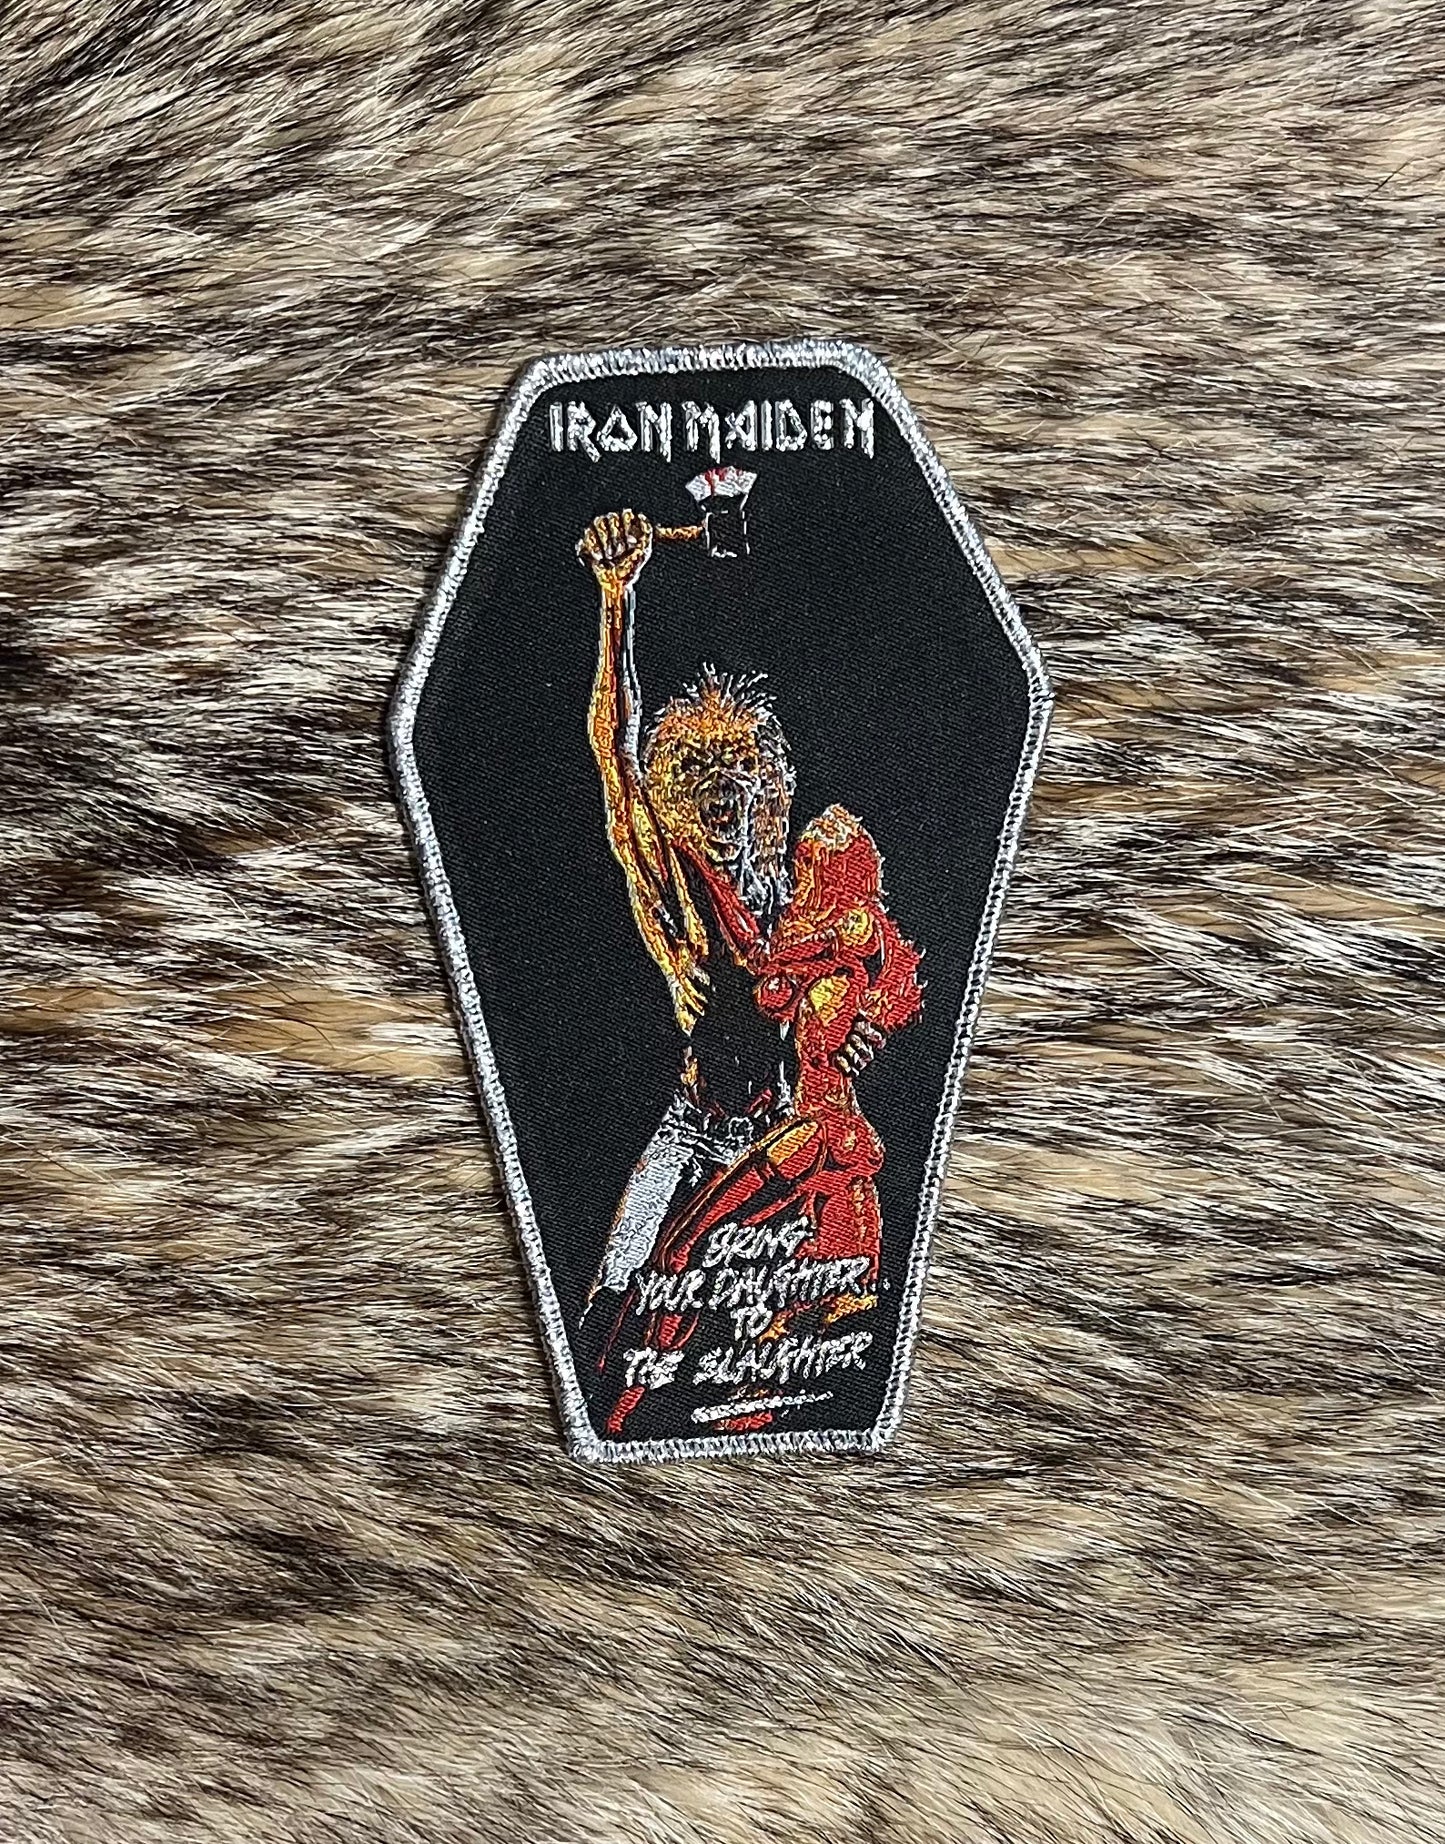 IRON MAIDEN
BRING
YOUR DAUGHTER...
TO
THE SLAUGHTER